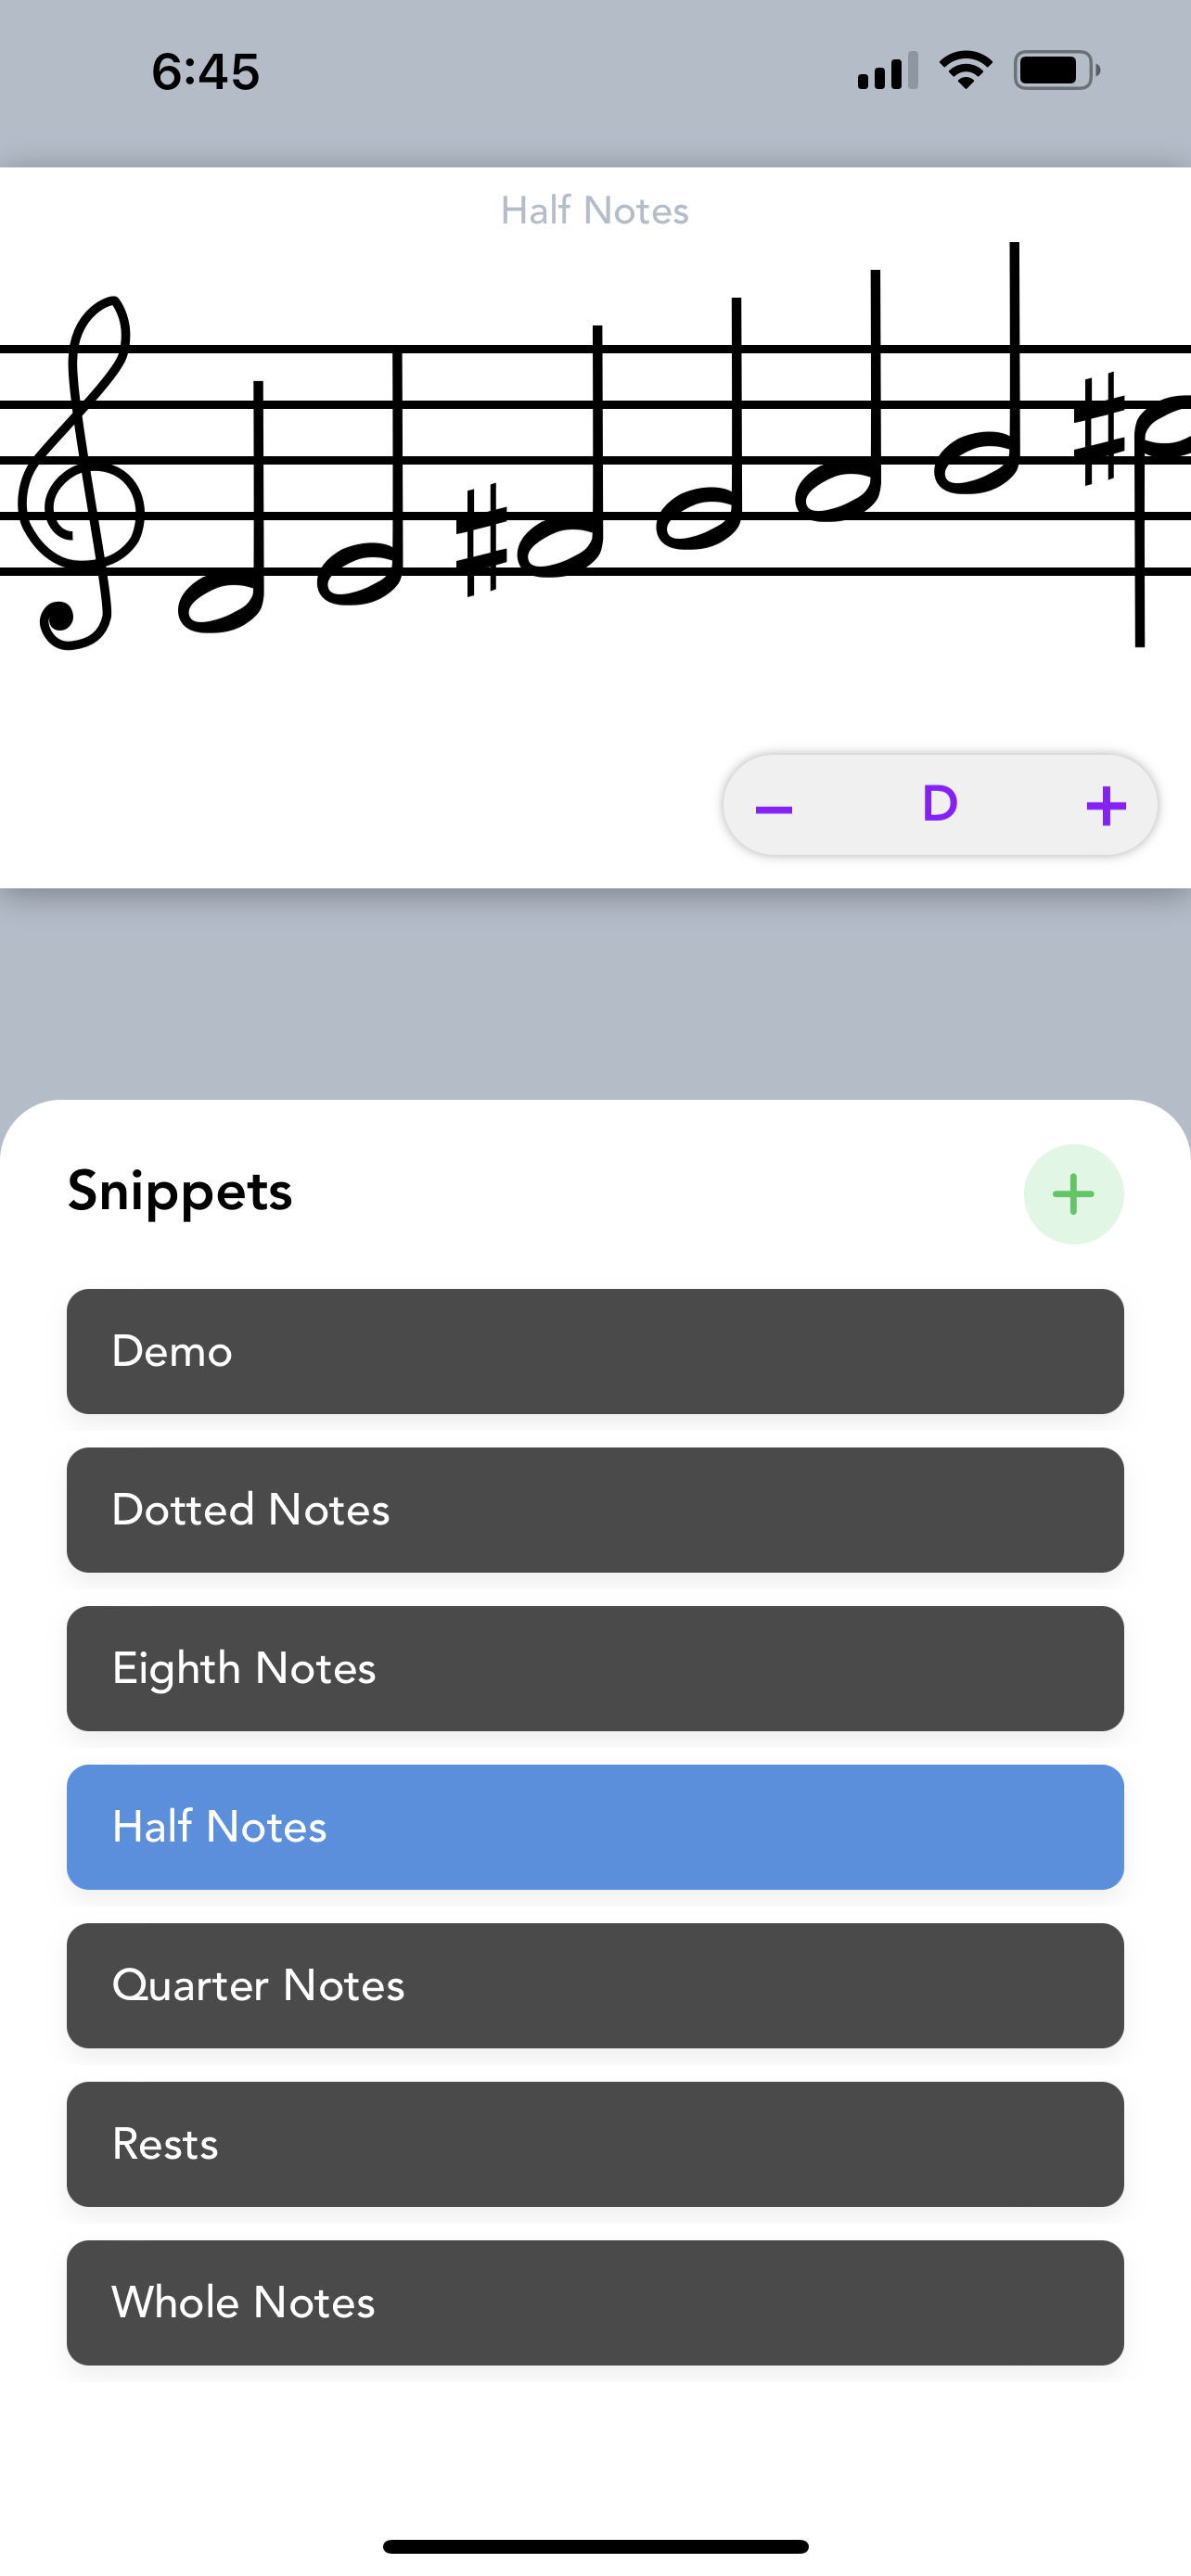 6:45
Half Notes
D
Snippets
Demo
Dotted Notes
Eighth Notes
Half Notes
Quarter Notes
Rests
Whole Notes